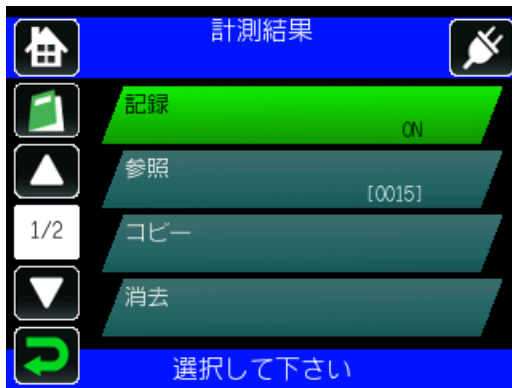 計測結果
記録
ON
参照
[0015]
1/2
コピー
消去
選択して下さい